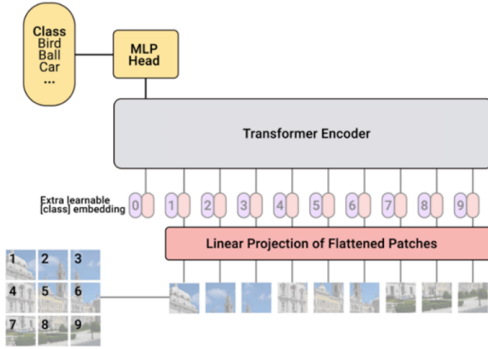 Class
Bird
Ball
Car
...
MLP
Head
Transformer Encoder
Extra learnable
[class] embedding
0 1 2 3 4 5 6 7 8 9
Linear Projection of Flattened Patches
1 2 3
4 5 6
7 8 9